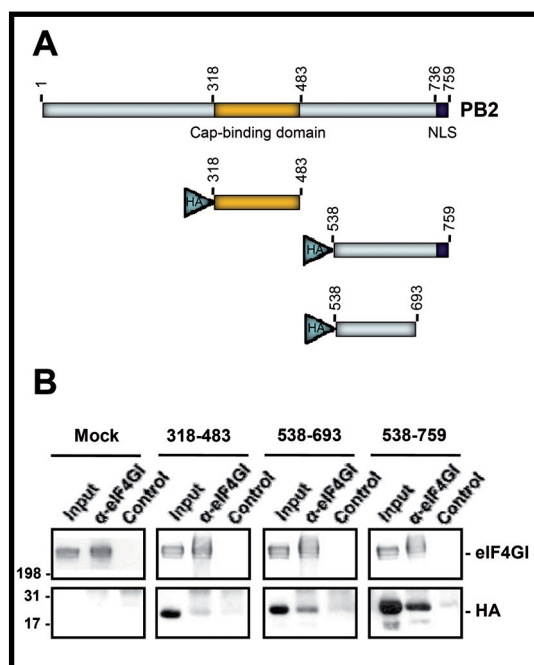 A
1 318 483 736 759
PB2
Cap-binding domain NLS
318 483
HA
538 759
HA
538 693
HA
B
Mock 318-483 538-693 538-759
Input α-eIF4GI Control Input α-eIF4GI Control Input α-eIF4GI Control Input α-eIF4GI Control
- eIF4GI
198 -
31 -
- HA
17 -